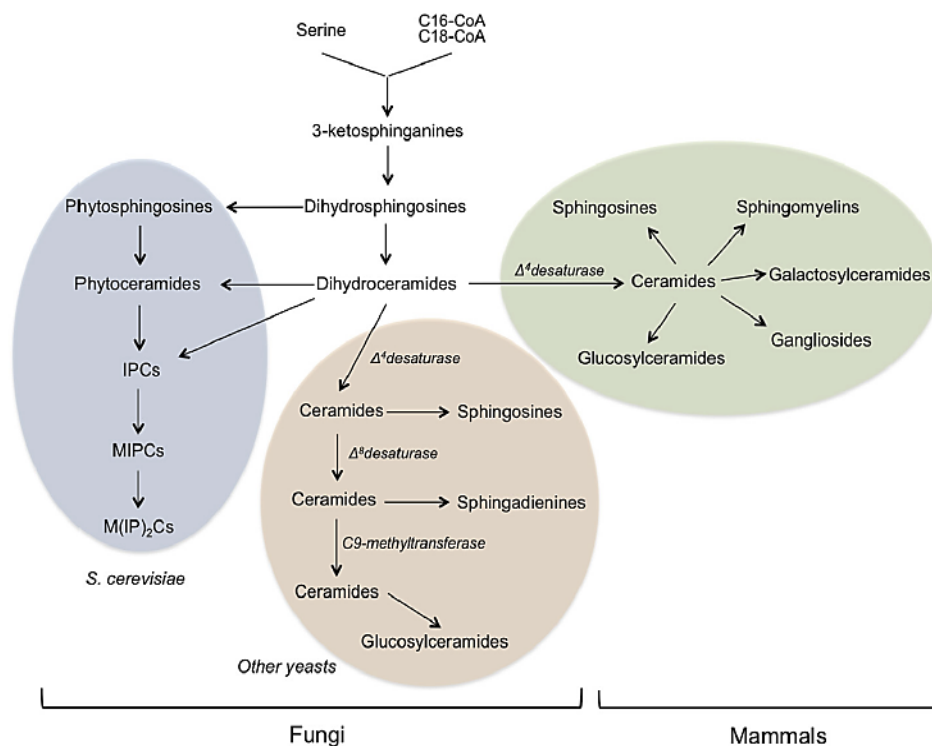 Serine
C16-CoA
C18-CoA
3-ketosphinganines
Phytosphingosines
Dihydrosphingosines
Sphingosines
Sphingomyelins
Phytoceramides
Dihydroceramides
Δ⁴desaturase
Ceramides
Galactosylceramides
IPCs
Δ⁴desaturase
Glucosylceramides
Gangliosides
Ceramides
Sphingosines
MIPCs
Δ⁸desaturase
Ceramides
Sphingadienines
M(IP)₂Cs
C9-methyltransferase
S. cerevisiae
Ceramides
Glucosylceramides
Other yeasts
Fungi
Mammals